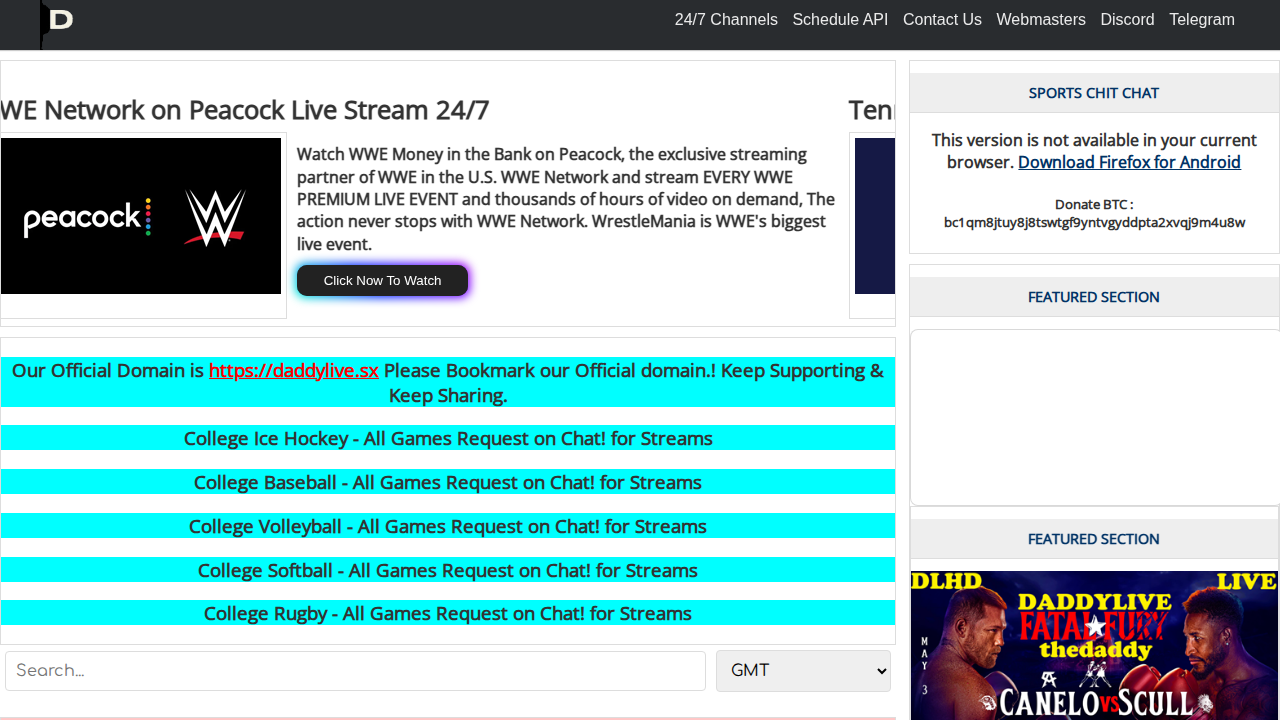 D
24/7 Channels Schedule API Contact Us Webmasters Discord Telegram
WE Network on Peacock Live Stream 24/7
peacock
W
Watch WWE Money in the Bank on Peacock, the exclusive streaming
partner of WWE in the U.S. WWE Network and stream EVERY WWE
PREMIUM LIVE EVENT and thousands of hours of video on demand, The
action never stops with WWE Network. WrestleMania is WWE's biggest
live event.
Click Now To Watch
Our Official Domain is https://daddylive.sx Please Bookmark our Official domain.! Keep Supporting &
Keep Sharing.
College Ice Hockey - All Games Request on Chat! for Streams
College Baseball - All Games Request on Chat! for Streams
College Volleyball - All Games Request on Chat! for Streams
College Softball - All Games Request on Chat! for Streams
College Rugby - All Games Request on Chat! for Streams
Search...
GMT
SPORTS CHIT CHAT
This version is not available in your current
browser. Download Firefox for Android
Donate BTC :
bc1qm8jtuy8j8tswtgf9yntvgyddpta2xvqj9m4u8w
FEATURED SECTION
FEATURED SECTION
DLHD LIVE
DADDYLIVE
FATAL FURY
thedaddy
MAY 3
CANELO VS SCULL